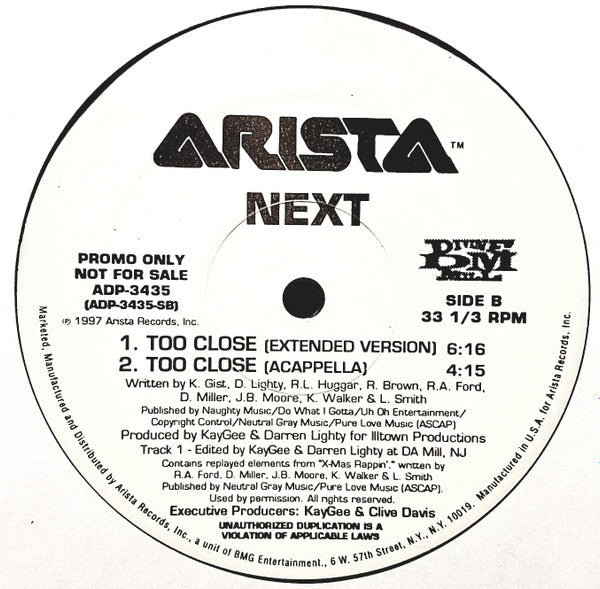 ARISTA™
NEXT
PROMO ONLY
NOT FOR SALE
ADP-3435
(ADP-3435-SB)
℗ 1997 Arista Records, Inc.
DIVINE
DM
MILL
SIDE B
33 1/3 RPM
1. TOO CLOSE (EXTENDED VERSION) 6:16
2. TOO CLOSE (ACAPPELLA) 4:15
Written by K. Gist, D. Lighty, R.L. Huggar, R. Brown, R.A. Ford,
D. Miller, J.B. Moore, K. Walker & L. Smith
Published by Naughty Music/Do What I Gotta/Uh Oh Entertainment/
Copyright Control/Neutral Gray Music/Pure Love Music (ASCAP)
Produced by KayGee & Darren Lighty for Illtown Productions
Track 1 - Edited by KayGee & Darren Lighty at DA Mill, NJ
Contains replayed elements from "X-Mas Rappin'," written by
R.A. Ford, D. Miller, J.B. Moore, K. Walker & L. Smith
Published by Neutral Gray Music/Pure Love Music (ASCAP).
Used by permission. All rights reserved.
Executive Producers: KayGee & Clive Davis
UNAUTHORIZED DUPLICATION IS A
VIOLATION OF APPLICABLE LAWS
Marketed, Manufactured and Distributed by Arista Records, Inc., a unit of BMG Entertainment., 6 W. 57th Street, N.Y., N.Y. 10019. Manufactured in U.S.A. for Arista Records, Inc.